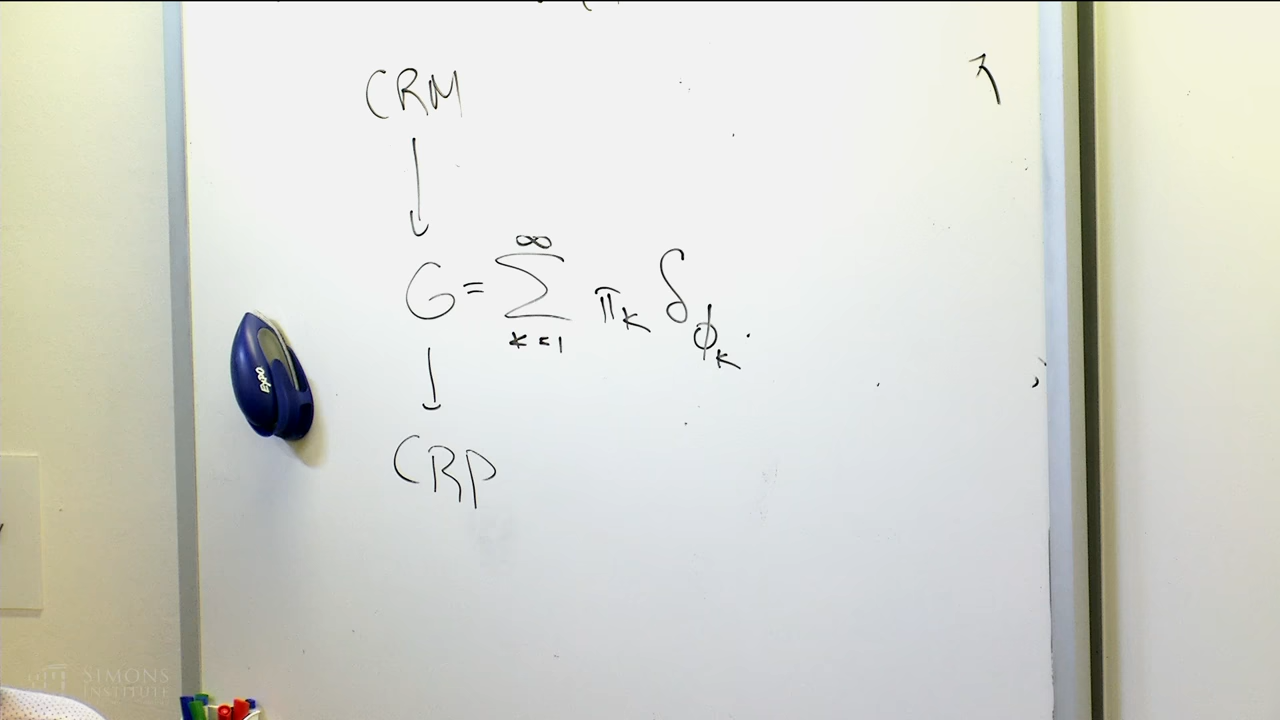 CRM
↓
G = ∑_{k=1}^{∞} π_k δ_{φ_k}.
↓
CRP
EXPO
SIMONS
INSTITUTE